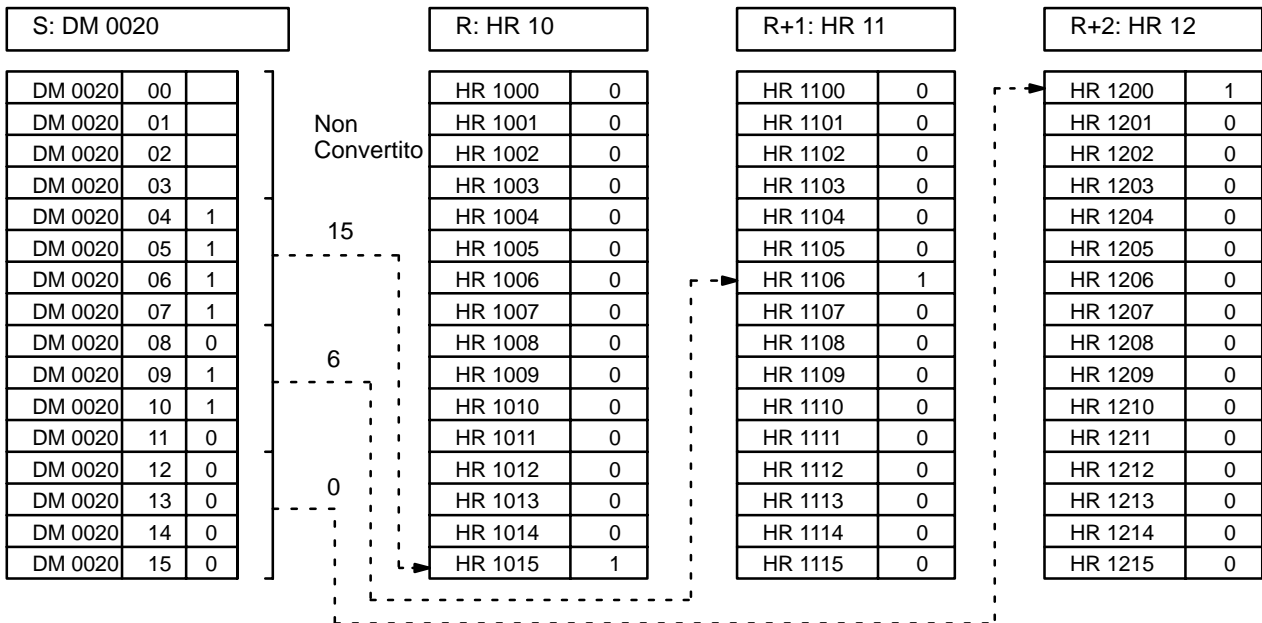 S: DM 0020 R: HR 10 R+1: HR 11 R+2: HR 12
DM 0020 00 HR 1000 0 HR 1100 0 HR 1200 1
DM 0020 01 Non HR 1001 0 HR 1101 0 HR 1201 0
DM 0020 02 Convertito HR 1002 0 HR 1102 0 HR 1202 0
DM 0020 03 HR 1003 0 HR 1103 0 HR 1203 0
DM 0020 04 1 15 HR 1004 0 HR 1104 0 HR 1204 0
DM 0020 05 1 HR 1005 0 HR 1105 0 HR 1205 0
DM 0020 06 1 HR 1006 0 HR 1106 1 HR 1206 0
DM 0020 07 1 HR 1007 0 HR 1107 0 HR 1207 0
DM 0020 08 0 6 HR 1008 0 HR 1108 0 HR 1208 0
DM 0020 09 1 HR 1009 0 HR 1109 0 HR 1209 0
DM 0020 10 1 HR 1010 0 HR 1110 0 HR 1210 0
DM 0020 11 0 HR 1011 0 HR 1111 0 HR 1211 0
DM 0020 12 0 0 HR 1012 0 HR 1112 0 HR 1212 0
DM 0020 13 0 HR 1013 0 HR 1113 0 HR 1213 0
DM 0020 14 0 HR 1014 0 HR 1114 0 HR 1214 0
DM 0020 15 0 HR 1015 1 HR 1115 0 HR 1215 0